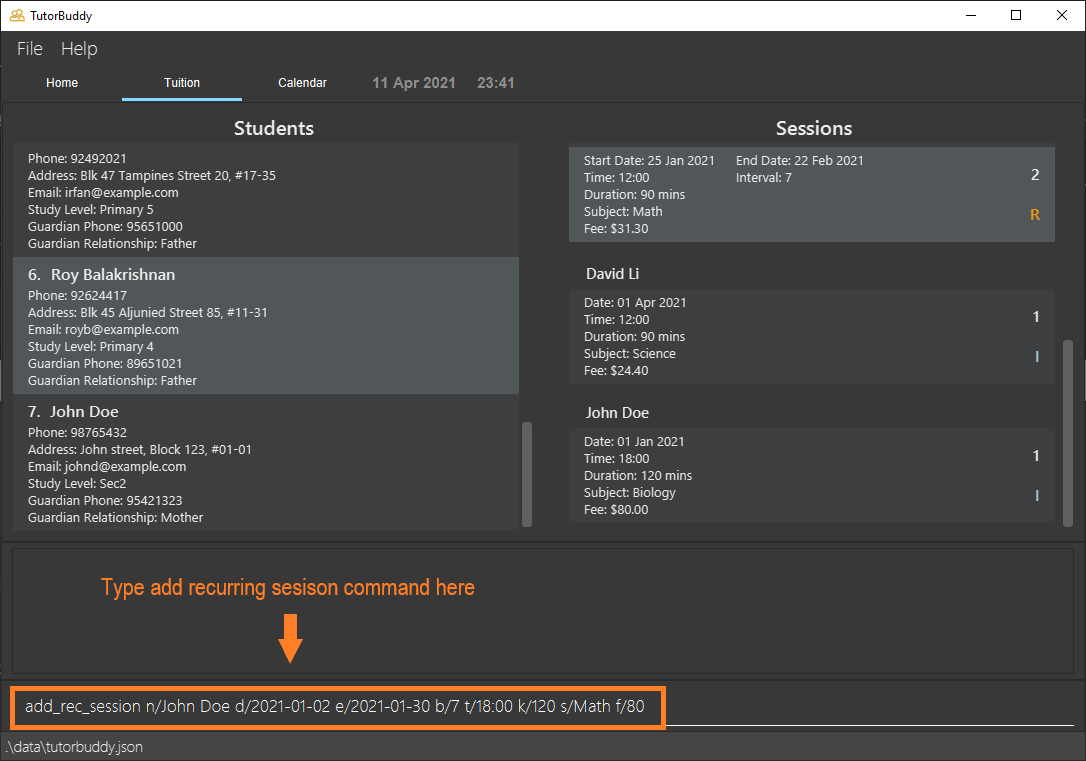 TutorBuddy
File Help
Home Tuition Calendar 11 Apr 2021 23:41
Students
Phone: 92492021
Address: Blk 47 Tampines Street 20, #17-35
Email: irfan@example.com
Study Level: Primary 5
Guardian Phone: 95651000
Guardian Relationship: Father
6. Roy Balakrishnan
Phone: 92624417
Address: Blk 45 Aljunied Street 85, #11-31
Email: royb@example.com
Study Level: Primary 4
Guardian Phone: 89651021
Guardian Relationship: Father
7. John Doe
Phone: 98765432
Address: John street, Block 123, #01-01
Email: johnd@example.com
Study Level: Sec2
Guardian Phone: 95421323
Guardian Relationship: Mother
Sessions
Start Date: 25 Jan 2021 End Date: 22 Feb 2021
Time: 12:00 Interval: 7
2
Duration: 90 mins
Subject: Math
R
Fee: $31.30
David Li
Date: 01 Apr 2021
Time: 12:00
1
Duration: 90 mins
Subject: Science
I
Fee: $24.40
John Doe
Date: 01 Jan 2021
Time: 18:00
1
Duration: 120 mins
Subject: Biology
I
Fee: $80.00
Type add recurring sesison command here
add_rec_session n/John Doe d/2021-01-02 e/2021-01-30 b/7 t/18:00 k/120 s/Math f/80
.\data\tutorbuddy.json